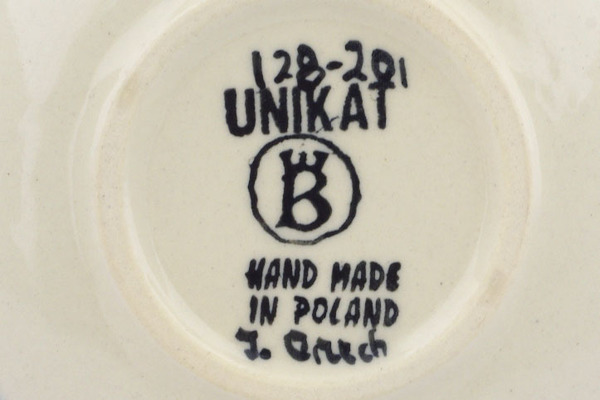 128-201
UNIKAT
B
HAND MADE
IN POLAND
J.